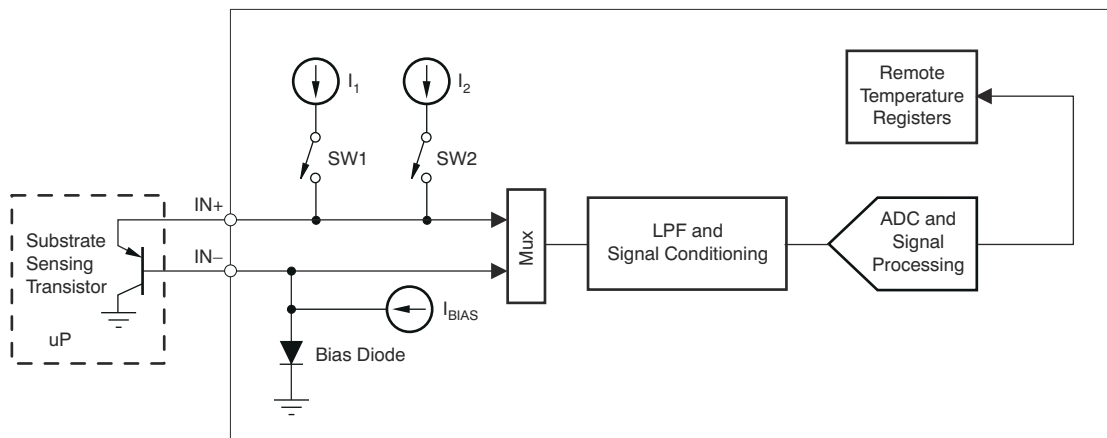 I1
I2
Remote
Temperature
Registers
SW1
SW2
IN+
Substrate
Sensing
Transistor
IN−
uP
Mux
LPF and
Signal Conditioning
ADC and
Signal
Processing
IBIAS
Bias Diode